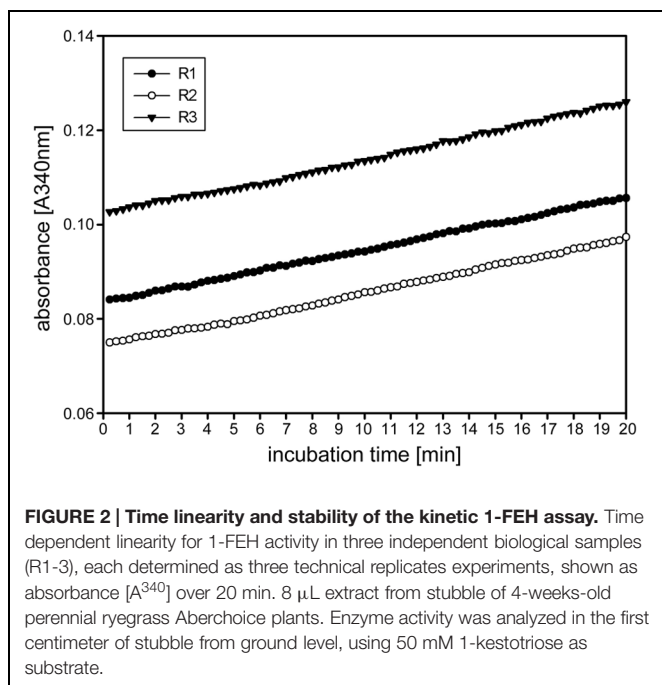 0.14
0.12
0.10
0.08
0.06
absorbance [A340nm]
R1
R2
R3
0 1 2 3 4 5 6 7 8 9 10 11 12 13 14 15 16 17 18 19 20
incubation time [min]
FIGURE 2 | Time linearity and stability of the kinetic 1-FEH assay. Time
dependent linearity for 1-FEH activity in three independent biological samples
(R1-3), each determined as three technical replicates experiments, shown as
absorbance [A³⁴⁰] over 20 min. 8 μL extract from stubble of 4-weeks-old
perennial ryegrass Aberchoice plants. Enzyme activity was analyzed in the first
centimeter of stubble from ground level, using 50 mM 1-kestotriose as
substrate.